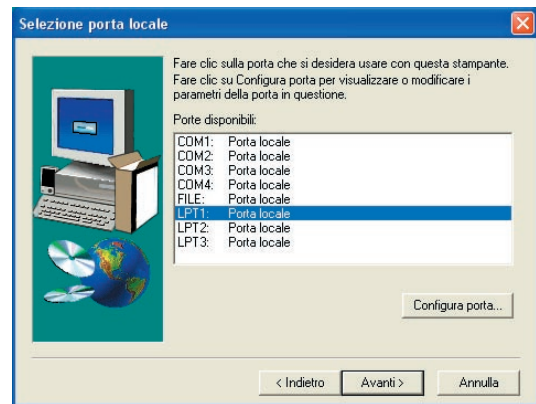 Selezione porta locale
Fare clic sulla porta che si desidera usare con questa stampante.
Fare clic su Configura porta per visualizzare o modificare i
parametri della porta in questione.
Porte disponibili:
COM1: Porta locale
COM2: Porta locale
COM3: Porta locale
COM4: Porta locale
FILE: Porta locale
LPT1: Porta locale
LPT2: Porta locale
LPT3: Porta locale
Configura porta...
< Indietro Avanti > Annulla